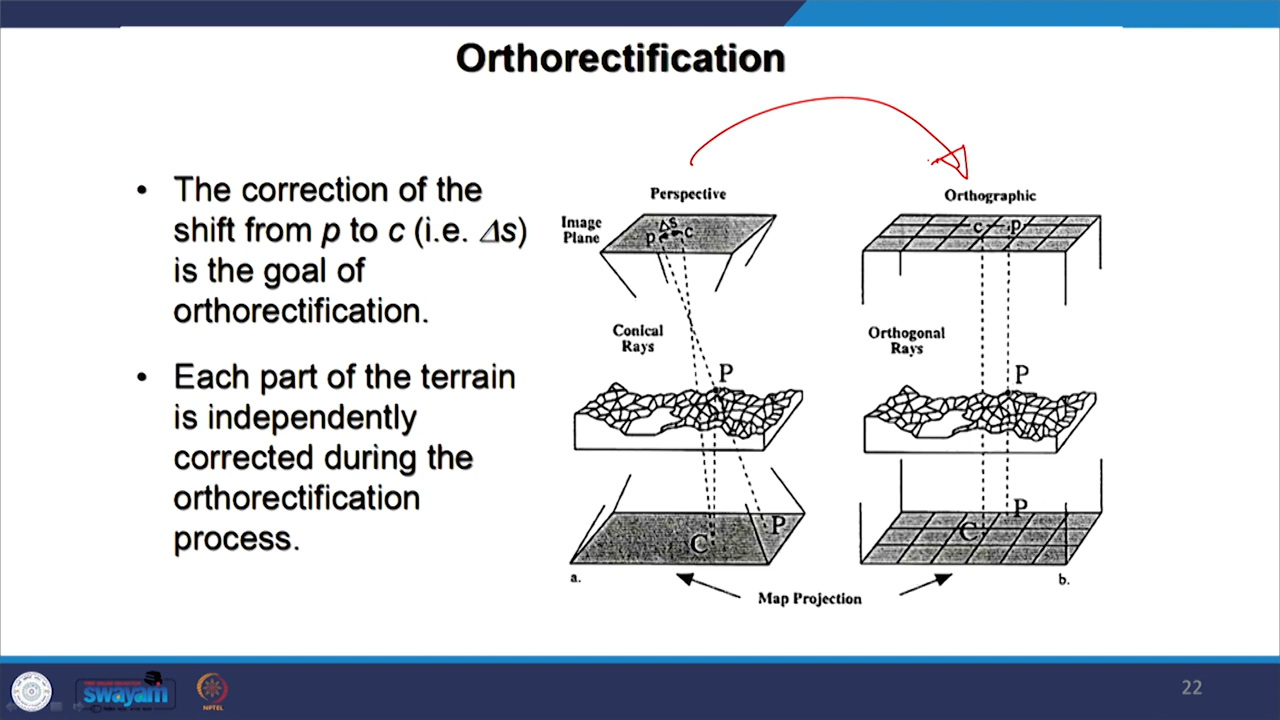 Orthorectification
• The correction of the
shift from p to c (i.e. Δs)
is the goal of
orthorectification.
• Each part of the terrain
is independently
corrected during the
orthorectification
process.
Perspective
Image
Plane
Δs
p
c
Conical
Rays
P
C
P
a.
Orthographic
c
p
Orthogonal
Rays
P
P
C
b.
Map Projection
swayam
NPTEL
22